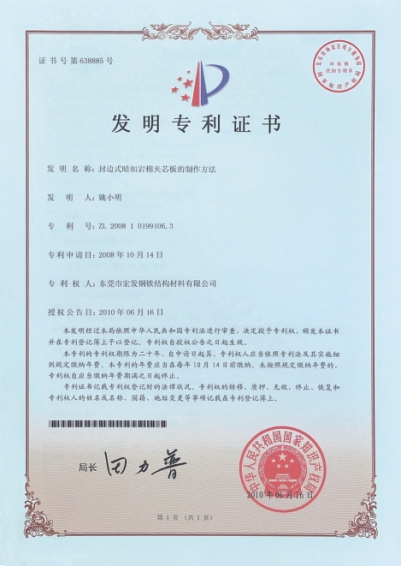 证书号第638885号
发明专利证书
发 明 名 称：封边式暗扣岩棉夹芯板的制作方法
发 明 人：魏小明
专 利 号：ZL 2008 1 0199106.3
专利申请日：2008年10月14日
专 利 权 人：东莞市宏发钢铁结构材料有限公司
授权公告日：2010年06月16日
本发明经过本局依照中华人民共和国专利法进行审查，决定授予专利权，颁发本证书
并在专利登记簿上予以登记。专利权自授权公告之日起生效。
本专利的专利权期限为二十年，自申请日起算。专利权人应当依照专利法及其实施细
则规定缴纳年费。本专利的年费应当在每年10月14日前缴纳。未按照规定缴纳年费的，
专利权自应当缴纳年费期满之日起终止。
专利证书记载专利权登记时的法律状况。专利权的转移、质押、无效、终止、恢复和
专利权人的姓名或名称、国籍、地址变更等事项记载在专利登记簿上。
局长 田力普
中华人民共和国国家知识产权局
2010年06月16日
第1页（共1页）